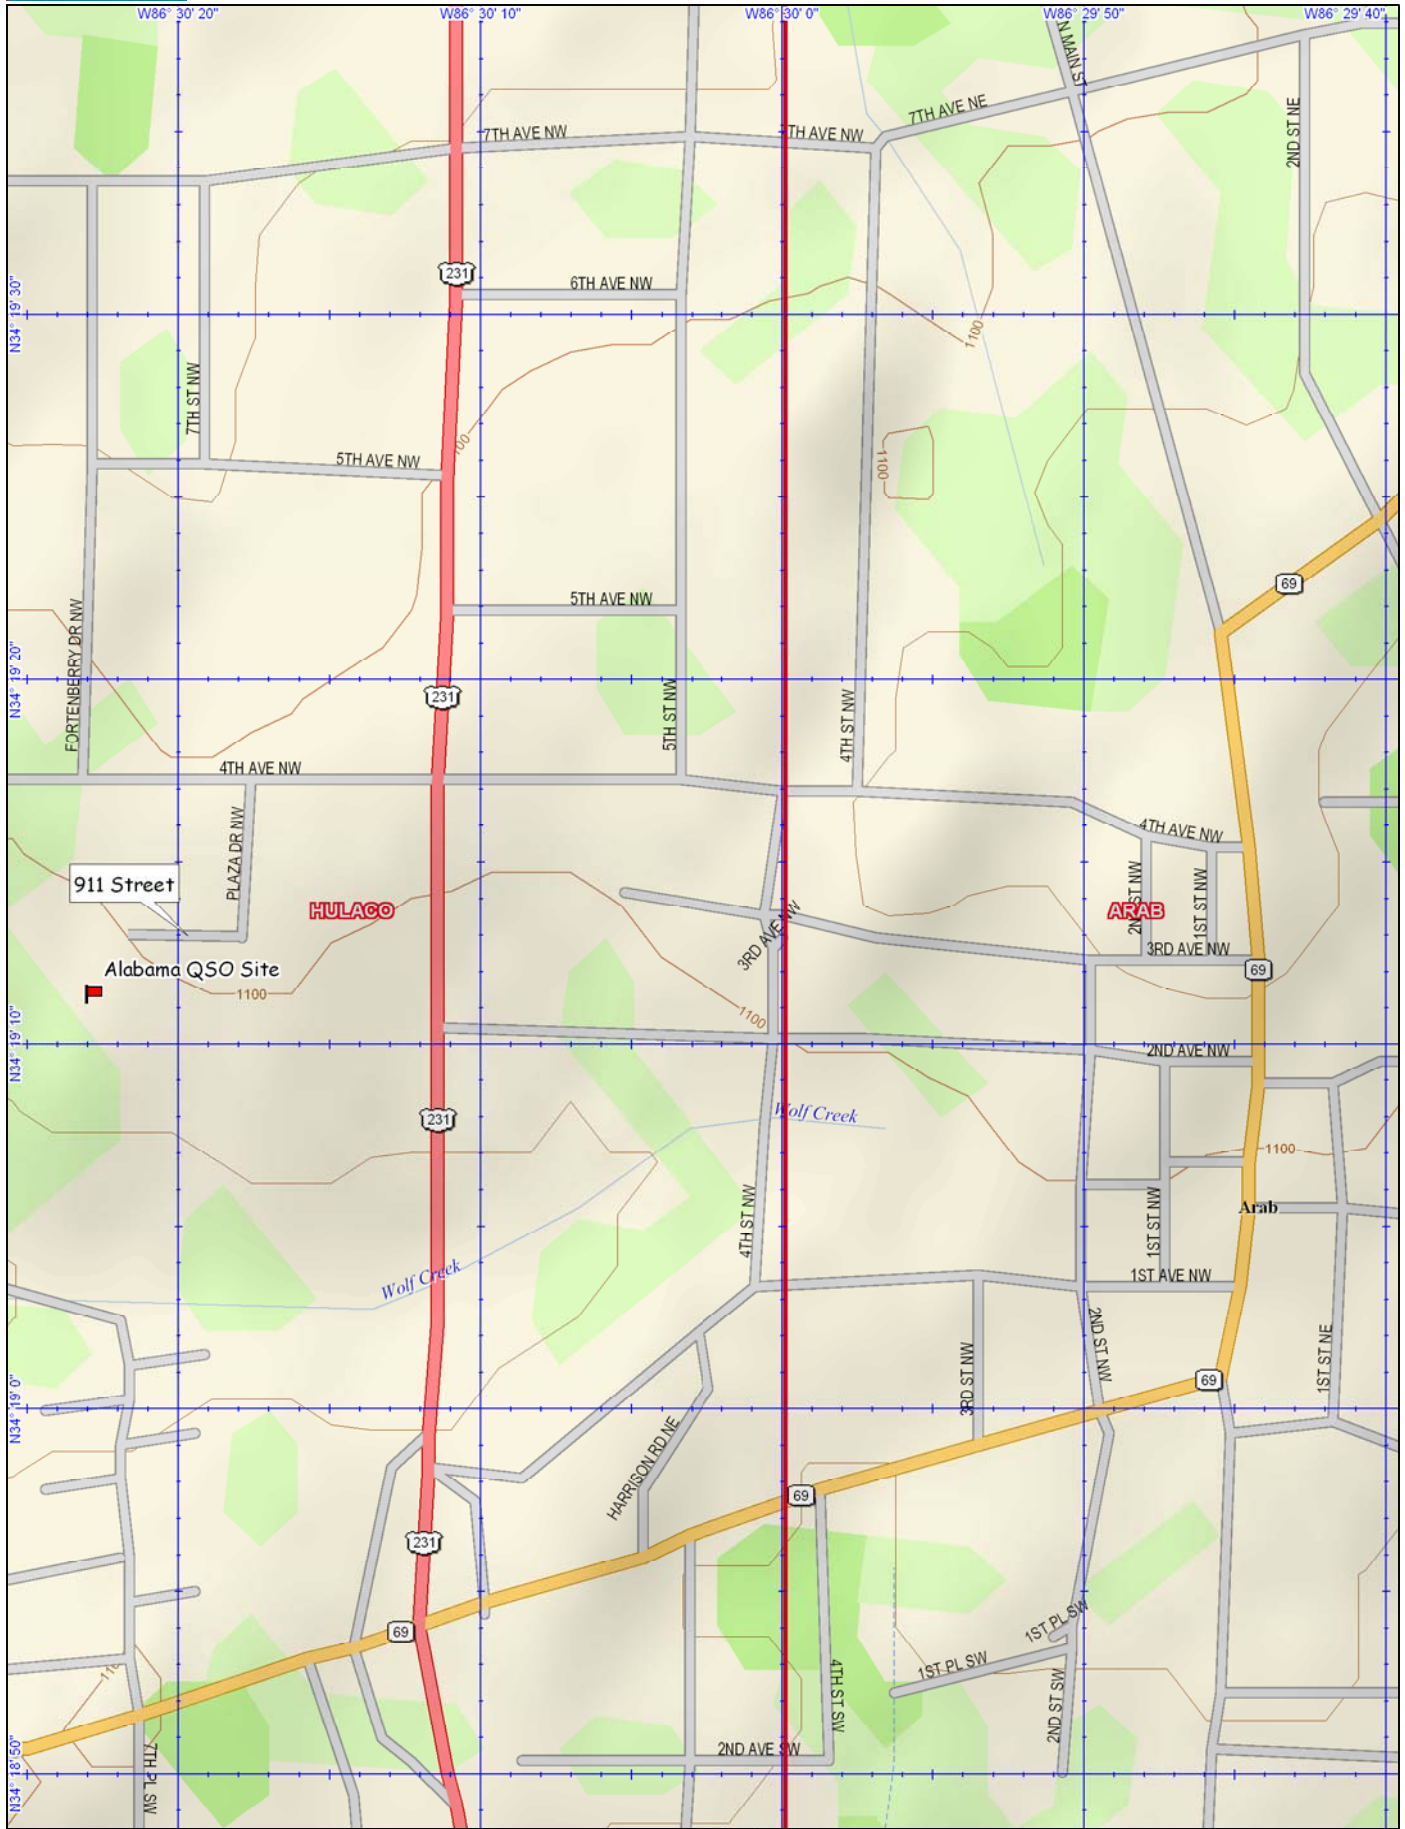 W86° 30' 20"
W86° 30' 10"
W86° 30' 0"
W86° 29' 50"
W86° 29' 40"
N MAIN ST
7TH AVE NE
7TH AVE NW
TH AVE NW
2ND ST NE
231
6TH AVE NW
N34° 19' 30"
1100
7TH ST NW
5TH AVE NW
100
1100
69
5TH AVE NW
FORTENBERRY DR NW
N34° 19' 20"
231
5TH ST NW
4TH ST NW
4TH AVE NW
PLAZA DR NW
4TH AVE NW
911 Street
2ND ST NW
1ST ST NW
HULACO
ARAB
3RD AVE NW
3RD AVE NW
Alabama QSO Site
69
1100
1100
N34° 19' 10"
2ND AVE NW
231
Wolf Creek
1100
4TH ST NW
1ST ST NW
Arab
Wolf Creek
1ST AVE NW
2ND ST NW
3RD ST NW
1ST ST NE
69
N34° 19' 0"
HARRISON RD NE
69
231
69
1ST PL SW
1ST PL SW
110
4TH ST SW
2ND ST SW
2ND AVE SW
7TH PL SW
N34° 18' 50"